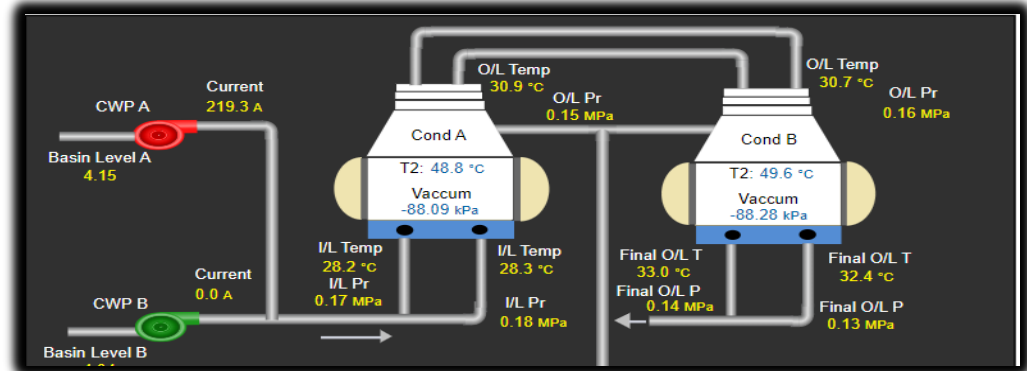 Current
219.3 A
CWP A
Basin Level A
4.15
O/L Temp
30.9 °C
O/L Pr
0.15 MPa
O/L Temp
30.7 °C
O/L Pr
0.16 MPa
Cond A
T2: 48.8 °C
Vaccum
-88.09 kPa
Cond B
T2: 49.6 °C
Vaccum
-88.28 kPa
I/L Temp
28.2 °C
I/L Pr
0.17 MPa
I/L Temp
28.3 °C
I/L Pr
0.18 MPa
Final O/L T
33.0 °C
Final O/L P
0.14 MPa
Final O/L T
32.4 °C
Final O/L P
0.13 MPa
Current
0.0 A
CWP B
Basin Level B